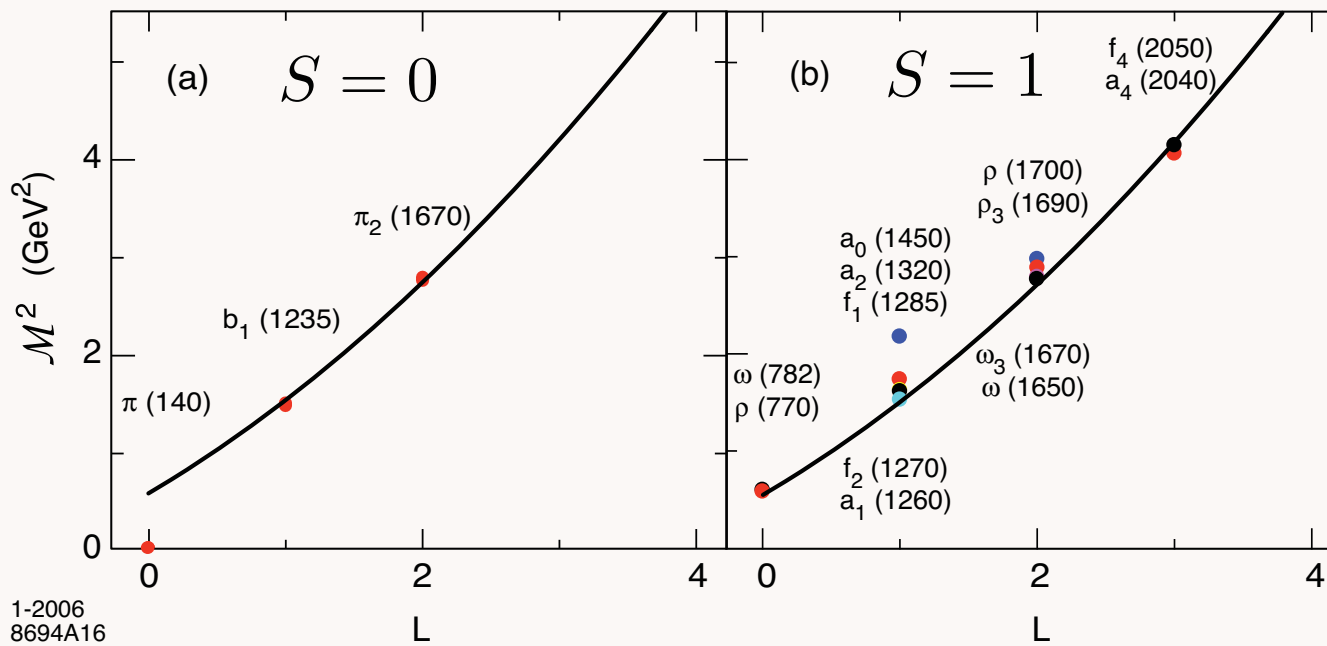 (a) S = 0
π₂ (1670)
b₁ (1235)
π (140)
ℳ² (GeV²)
4
2
0
0 2 4
L
(b) S = 1
f₄ (2050)
a₄ (2040)
ρ (1700)
ρ₃ (1690)
a₀ (1450)
a₂ (1320)
f₁ (1285)
ω (782)
ρ (770)
ω₃ (1670)
ω (1650)
f₂ (1270)
a₁ (1260)
0 2 4
L
1-2006
8694A16